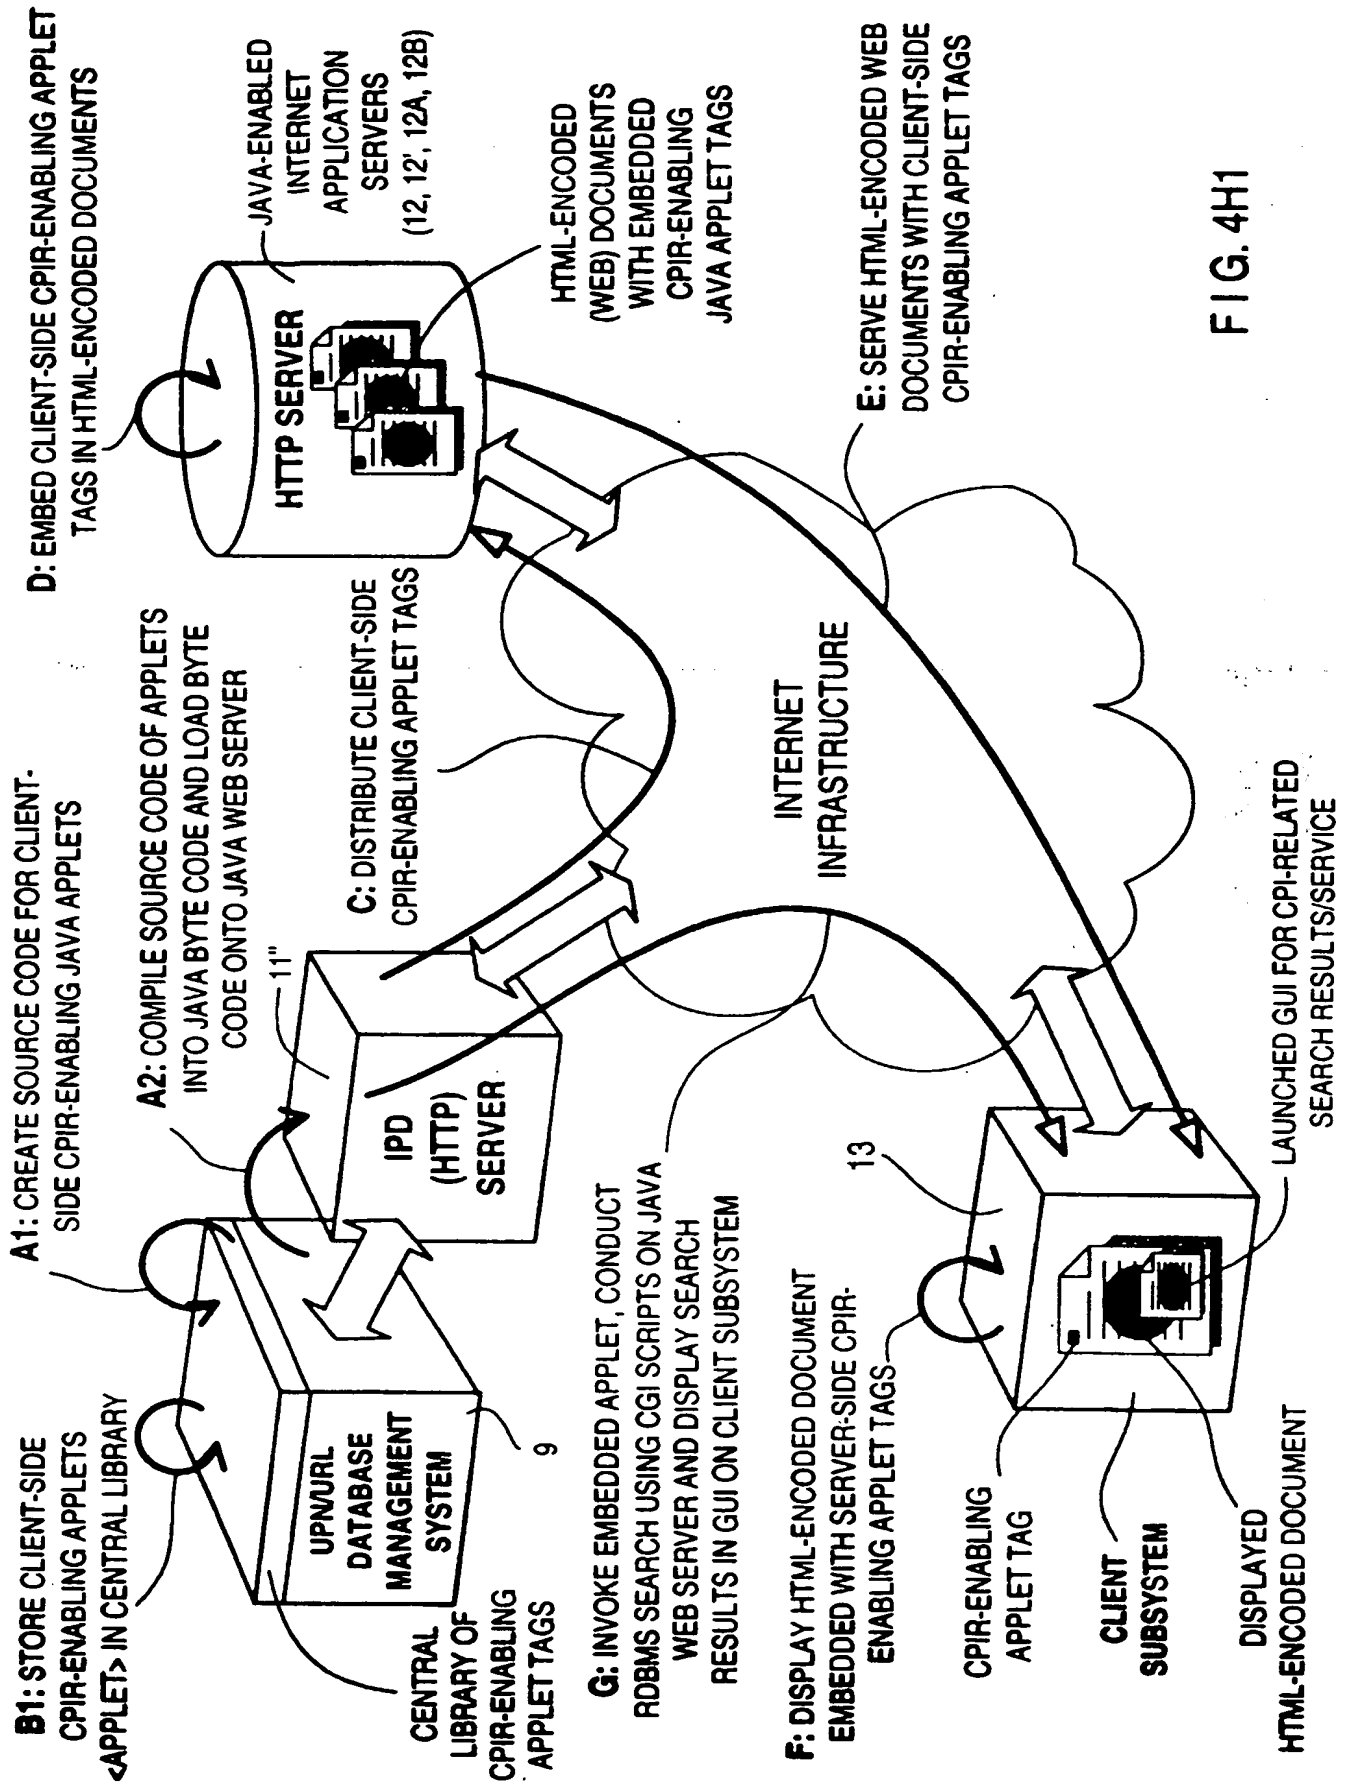 B1: STORE CLIENT-SIDE
CPIR-ENABLING APPLETS
<APPLET> IN CENTRAL LIBRARY
A1: CREATE SOURCE CODE FOR CLIENT-
SIDE CPIR-ENABLING JAVA APPLETS
A2: COMPILE SOURCE CODE OF APPLETS
INTO JAVA BYTE CODE AND LOAD BYTE
CODE ONTO JAVA WEB SERVER
D: EMBED CLIENT-SIDE CPIR-ENABLING APPLET
TAGS IN HTML-ENCODED DOCUMENTS
JAVA-ENABLED
INTERNET
APPLICATION
SERVERS
(12, 12', 12A, 12B)
HTTP SERVER
HTML-ENCODED
(WEB) DOCUMENTS
WITH EMBEDDED
CPIR-ENABLING
JAVA APPLET TAGS
11"
IPD
(HTTP)
SERVER
C: DISTRIBUTE CLIENT-SIDE
CPIR-ENABLING APPLET TAGS
UPN/URL
DATABASE
MANAGEMENT
SYSTEM
9
CENTRAL
LIBRARY OF
CPIR-ENABLING
APPLET TAGS
G: INVOKE EMBEDDED APPLET, CONDUCT
RDBMS SEARCH USING CGI SCRIPTS ON JAVA
WEB SERVER AND DISPLAY SEARCH
RESULTS IN GUI ON CLIENT SUBSYSTEM
INTERNET
INFRASTRUCTURE
E: SERVE HTML-ENCODED WEB
DOCUMENTS WITH CLIENT-SIDE
CPIR-ENABLING APPLET TAGS
F: DISPLAY HTML-ENCODED DOCUMENT
EMBEDDED WITH SERVER-SIDE CPIR-
ENABLING APPLET TAGS
13
CPIR-ENABLING
APPLET TAG
CLIENT
SUBSYSTEM
DISPLAYED
HTML-ENCODED DOCUMENT
LAUNCHED GUI FOR CPI-RELATED
SEARCH RESULTS/SERVICE
FIG. 4H1